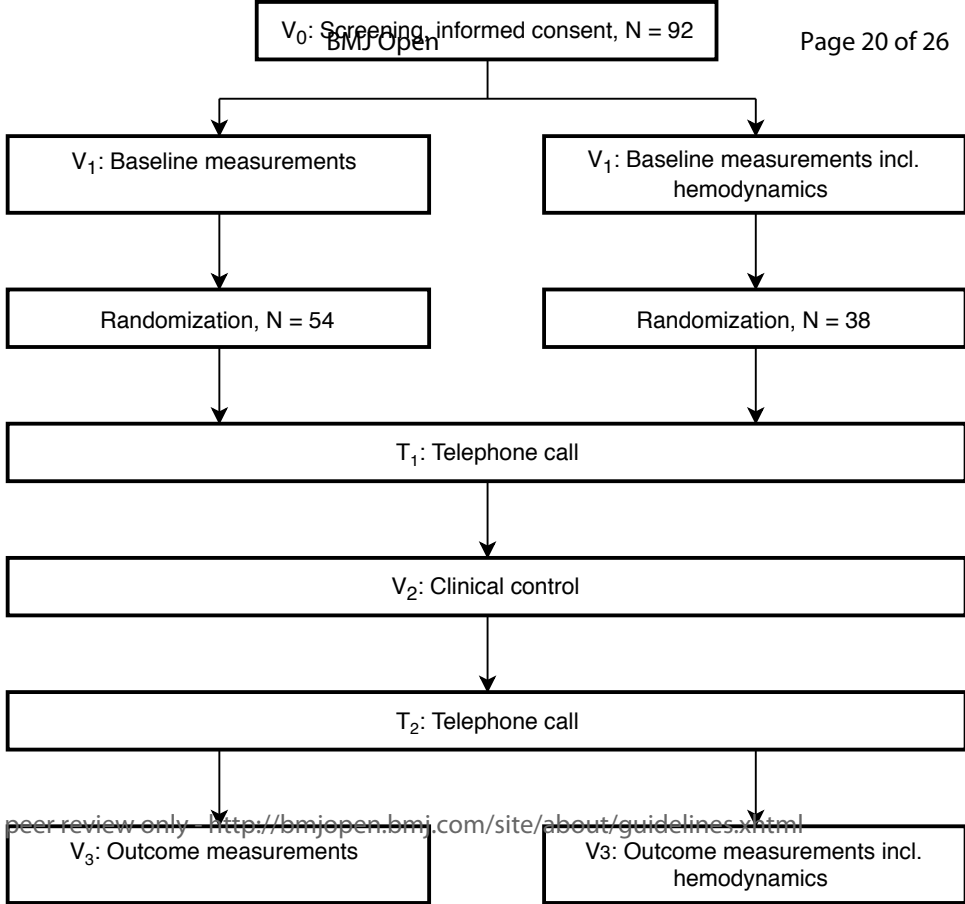 V₀: Screening, informed consent, N = 92
BMJ Open
Page 20 of 26
V₁: Baseline measurements
V₁: Baseline measurements incl.
hemodynamics
Randomization, N = 54
Randomization, N = 38
T₁: Telephone call
V₂: Clinical control
T₂: Telephone call
peer review only - http://bmjopen.bmj.com/site/about/guidelines.xhtml
V₃: Outcome measurements
V3: Outcome measurements incl.
hemodynamics